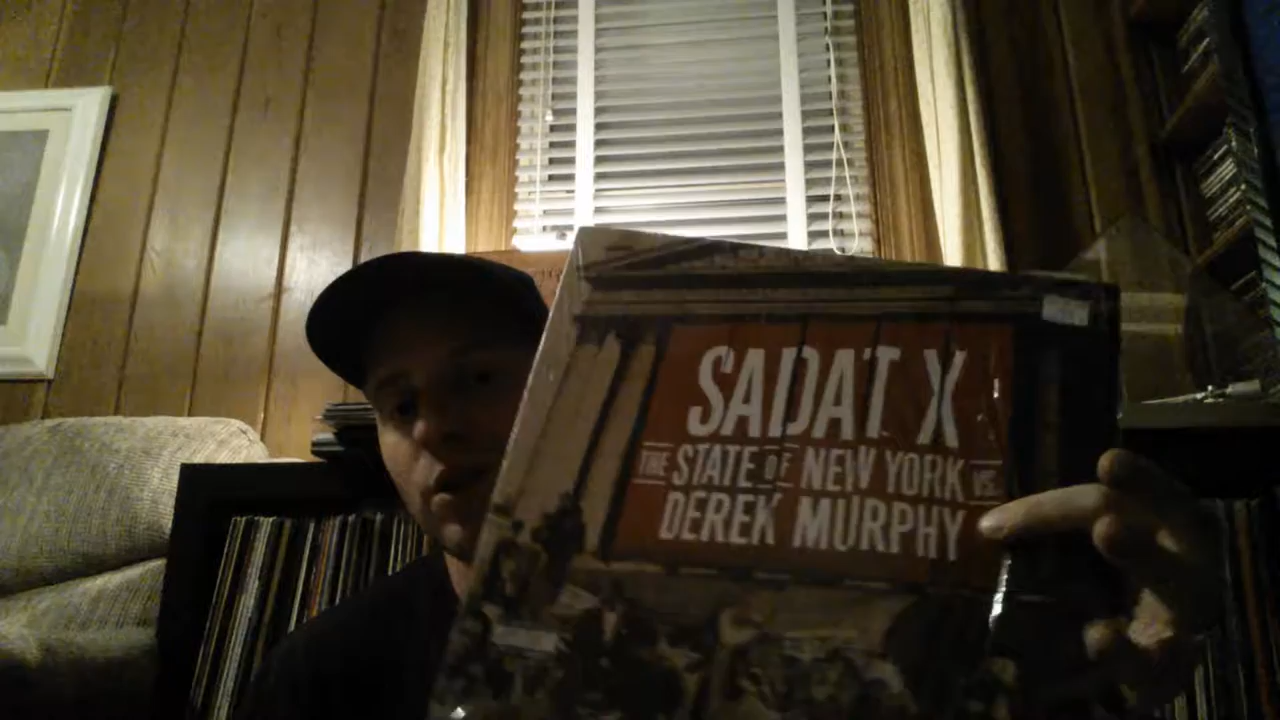 SADAT X
THE STATE OF NEW YORK VS.
DEREK MURPHY